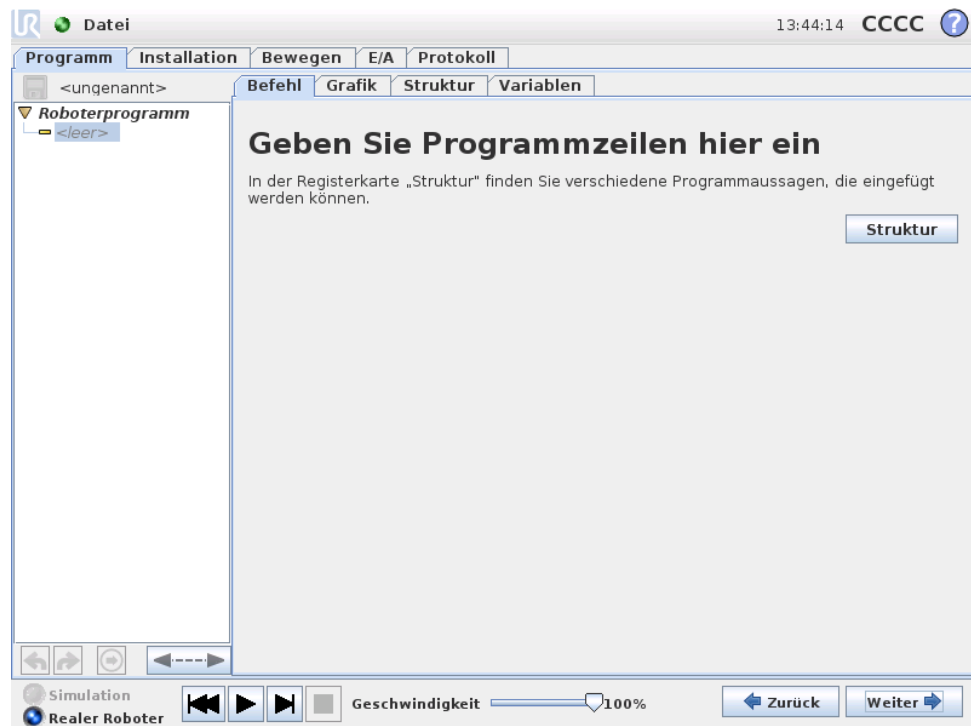 UR Datei 13:44:14 CCCC ?
Programm Installation Bewegen E/A Protokoll
<ungenannt> Befehl Grafik Struktur Variablen
Roboterprogramm
<leer>
Geben Sie Programmzeilen hier ein
In der Registerkarte „Struktur" finden Sie verschiedene Programmaussagen, die eingefügt
werden können.
Struktur
Simulation
Realer Roboter
Geschwindigkeit 100% Zurück Weiter